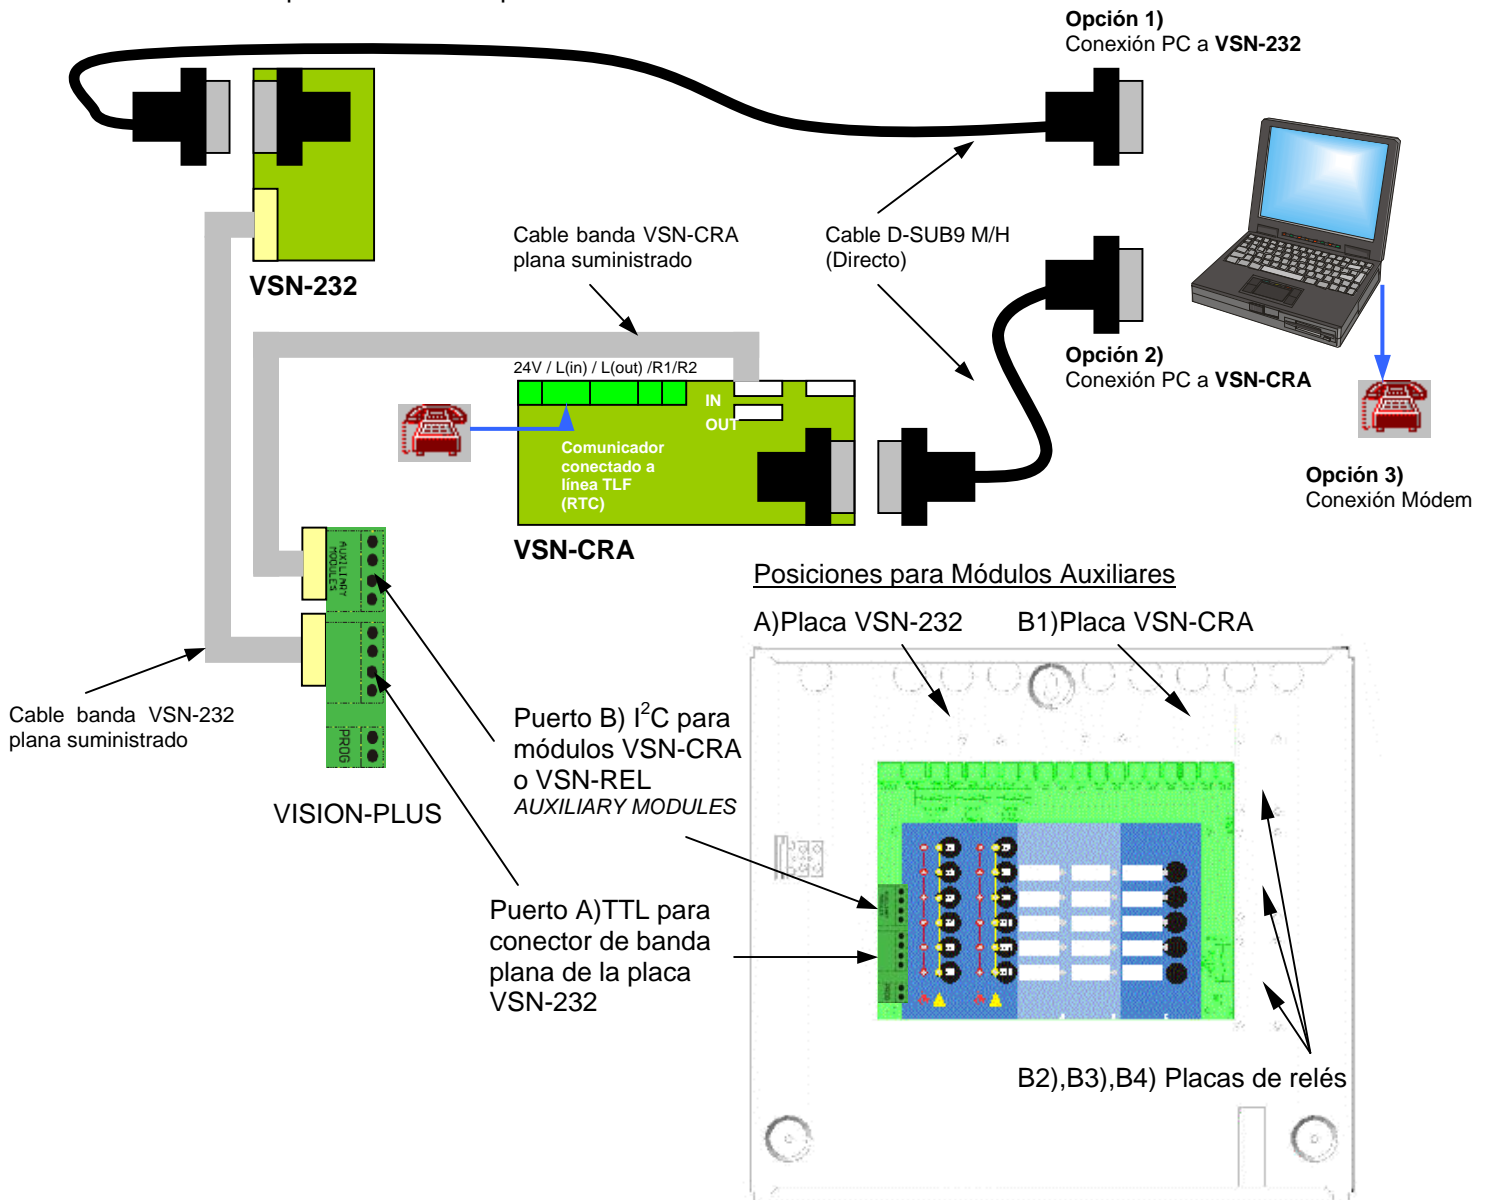 Opción 1)
Conexión PC a VSN-232
VSN-232
Cable banda VSN-CRA
plana suministrado
Cable D-SUB9 M/H
(Directo)
24V / L(in) / L(out) /R1/R2
IN
OUT
Comunicador
conectado a
línea TLF
(RTC)
VSN-CRA
Opción 2)
Conexión PC a VSN-CRA
Opción 3)
Conexión Módem
AUXILIARY
MODULES
PROG
VISION-PLUS
Cable banda VSN-232
plana suministrado
Puerto B) I²C para
módulos VSN-CRA
o VSN-REL
AUXILIARY MODULES
Puerto A)TTL para
conector de banda
plana de la placa
VSN-232
Posiciones para Módulos Auxiliares
A)Placa VSN-232
B1)Placa VSN-CRA
PROG
B2),B3),B4) Placas de relés